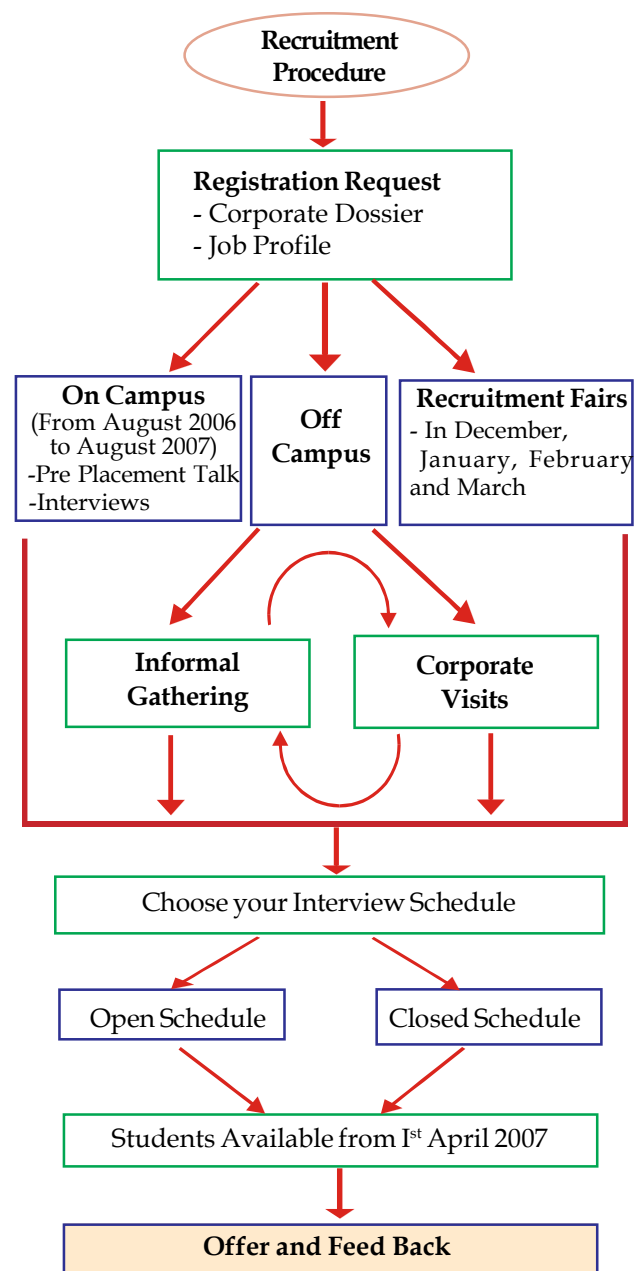 Recruitment
Procedure
Registration Request
- Corporate Dossier
- Job Profile
On Campus
(From August 2006
to August 2007)
-Pre Placement Talk
-Interviews
Off
Campus
Recruitment Fairs
- In December,
January, February
and March
Informal
Gathering
Corporate
Visits
Choose your Interview Schedule
Open Schedule
Closed Schedule
Students Available from Ist April 2007
Offer and Feed Back